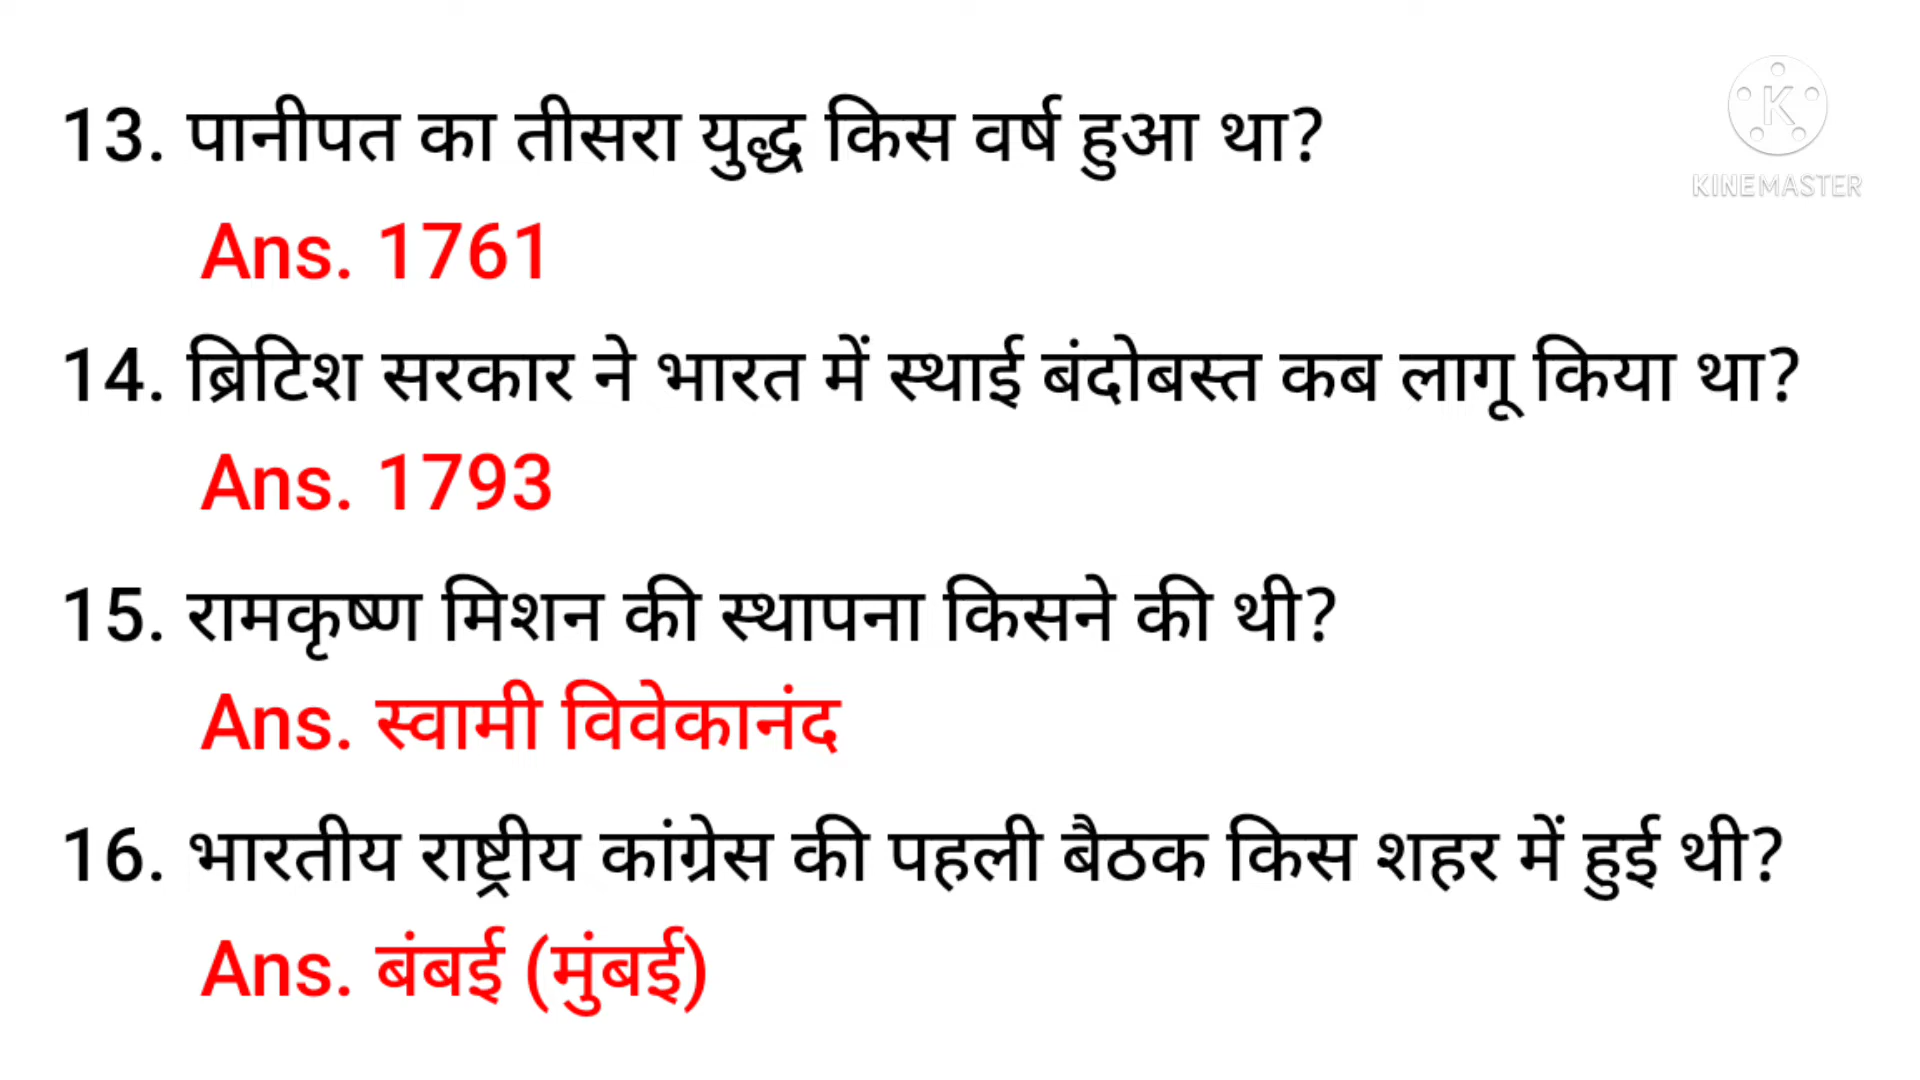 13. पानीपत का तीसरा युद्ध किस वर्ष हुआ था?
K
KINEMASTER
Ans. 1761
14. ब्रिटिश सरकार ने भारत में स्थाई बंदोबस्त कब लागू किया था?
Ans. 1793
15. रामकृष्ण मिशन की स्थापना किसने की थी?
Ans. स्वामी विवेकानंद
16. भारतीय राष्ट्रीय कांग्रेस की पहली बैठक किस शहर में हुई थी?
Ans. बंबई (मुंबई)